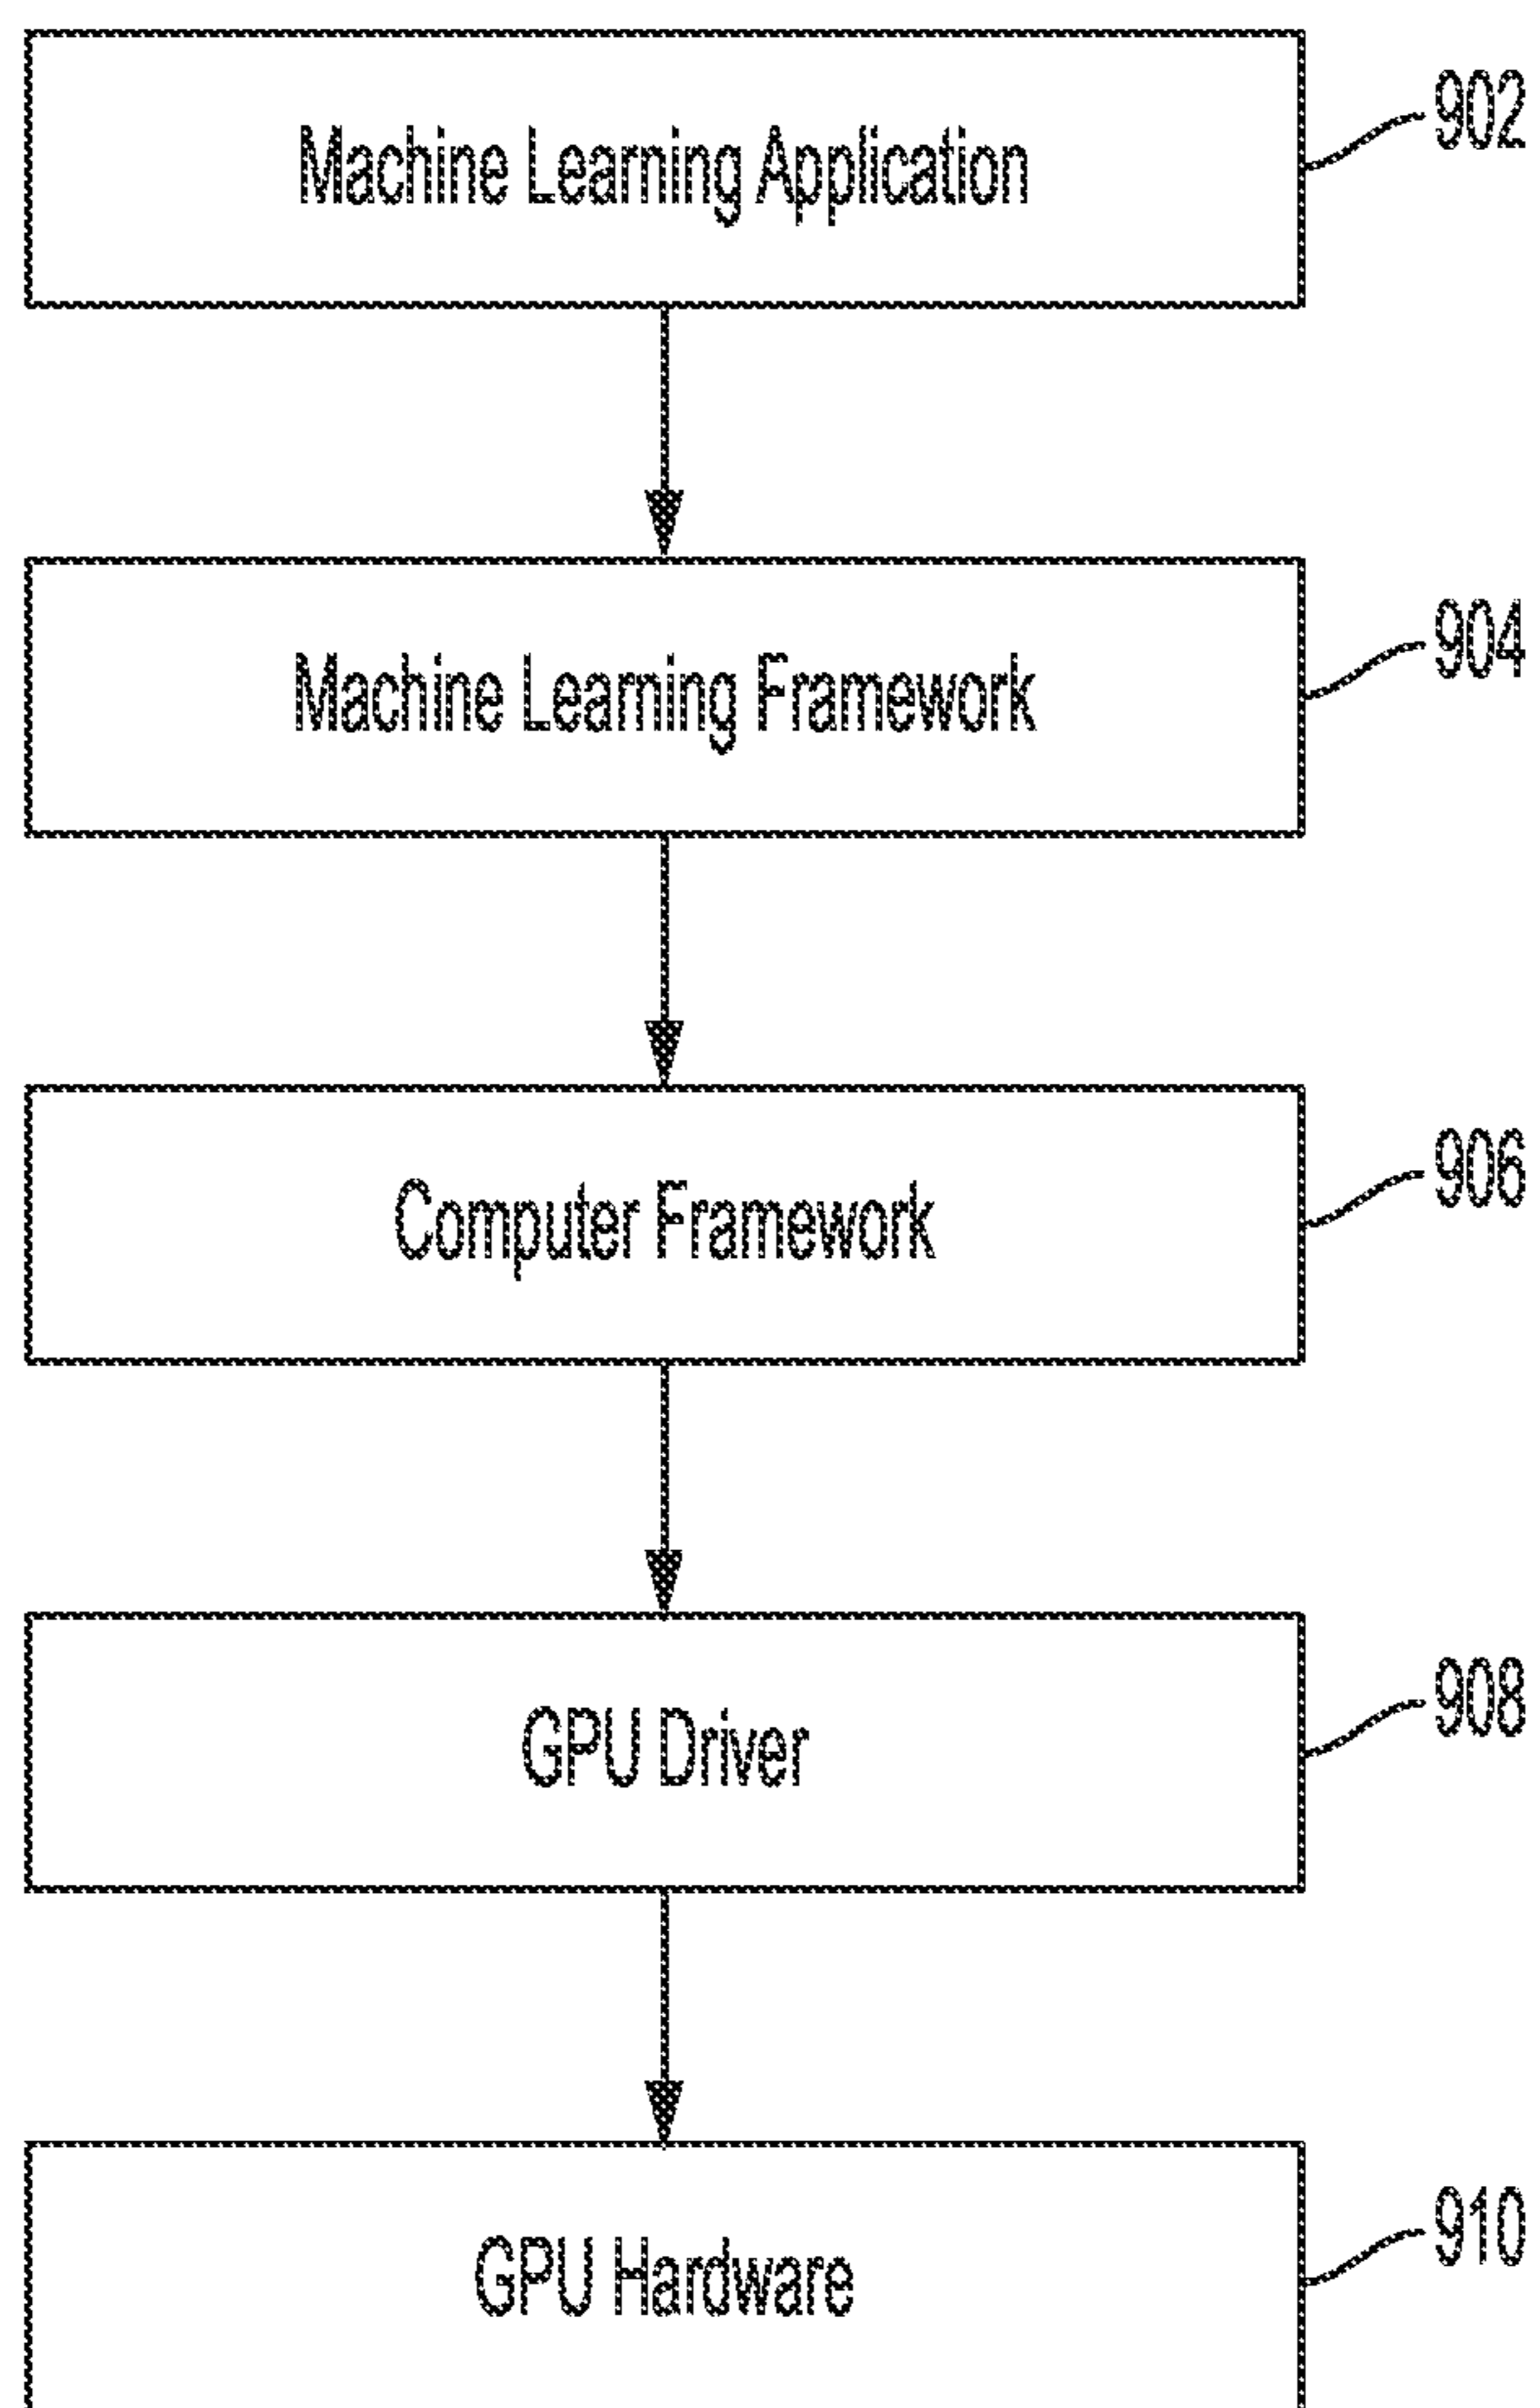 Machine Learning Application
902
Machine Learning Framework
904
Computer Framework
906
GPU Driver
908
GPU Hardware
910